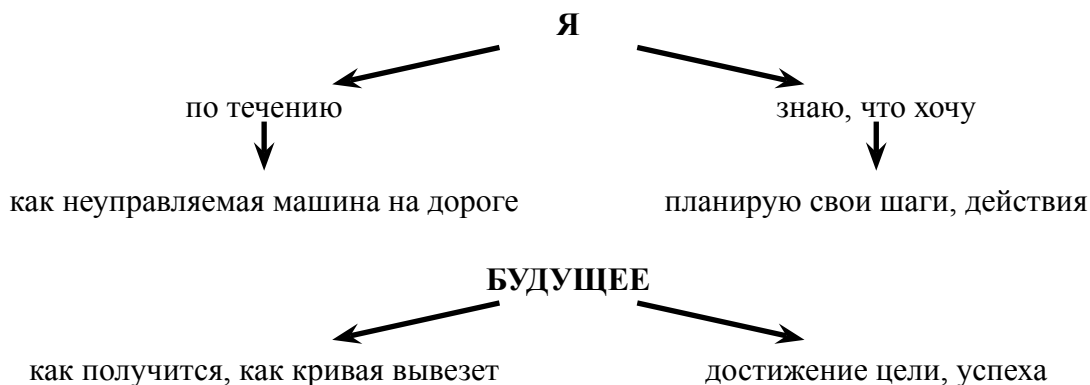 Я
по течению знаю, что хочу
как неуправляемая машина на дороге планирую свои шаги, действия
БУДУЩЕЕ
как получится, как кривая вывезет достижение цели, успеха